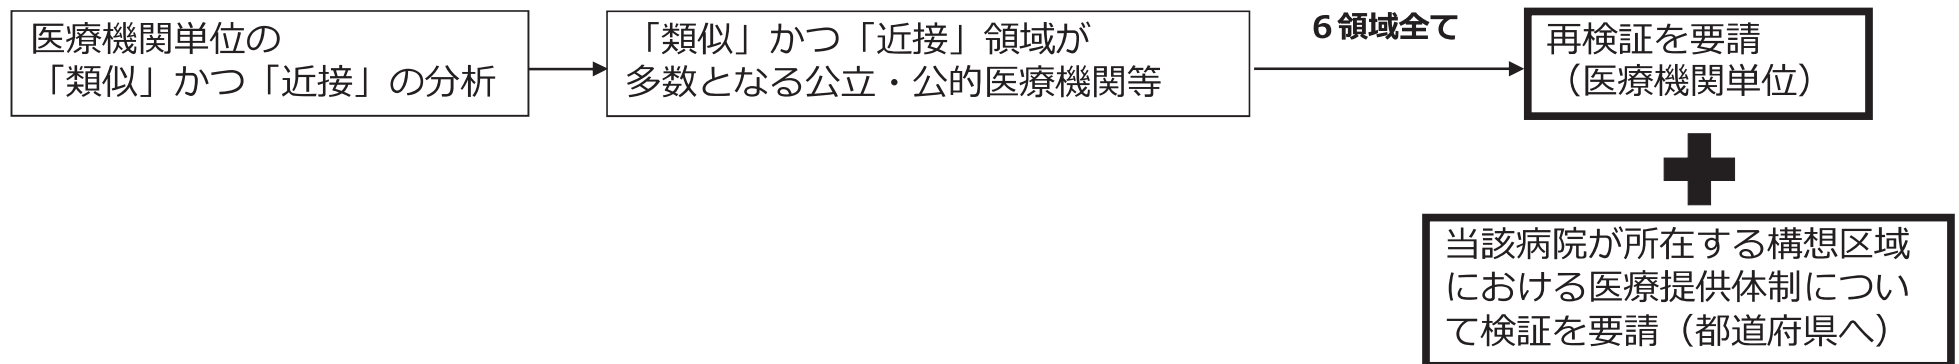 医療機関単位の
「類似」かつ「近接」の分析
「類似」かつ「近接」領域が
多数となる公立・公的医療機関等
6領域全て
再検証を要請
（医療機関単位）
当該病院が所在する構想区域
における医療提供体制につい
て検証を要請（都道府県へ）